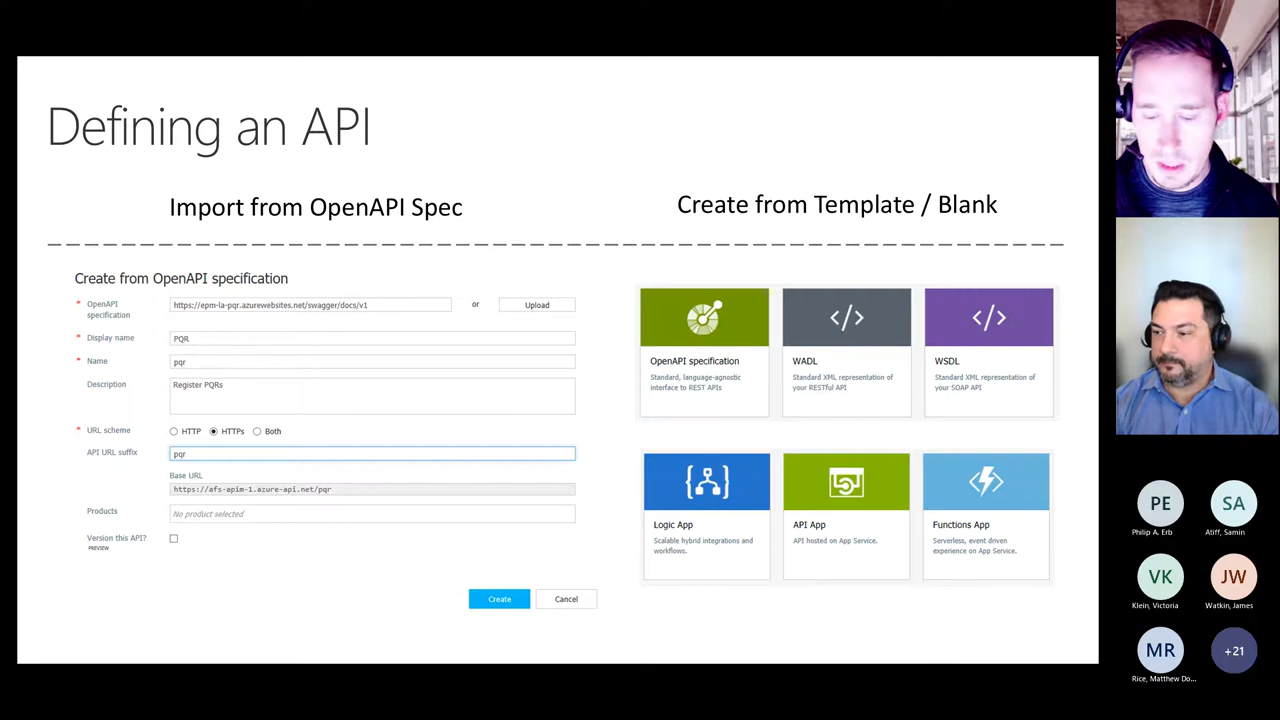 Defining an API
Import from OpenAPI Spec
Create from Template / Blank
Create from OpenAPI specification
* OpenAPI specification
https://epm-la-pqr.azurewebsites.net/swagger/docs/v1
or
Upload
* Display name
PQR
* Name
pqr
Description
Register PQRs
* URL scheme
HTTP
HTTPs
Both
API URL suffix
pqr
Base URL
https://afs-apim-1.azure-api.net/pqr
Products
No product selected
Version this API?
PREVIEW
Create
Cancel
OpenAPI specification
Standard, language-agnostic
interface to REST APIs
WADL
Standard XML representation of
your RESTful API
WSDL
Standard XML representation of
your SOAP API
Logic App
Scalable hybrid integrations and
workflows.
API App
API hosted on App Service.
Functions App
Serverless, event driven
experience on App Service.
PE
Philip A. Erb
SA
Atiff, Samin
VK
Klein, Victoria
JW
Watkin, James
MR
Rice, Matthew Do...
+21